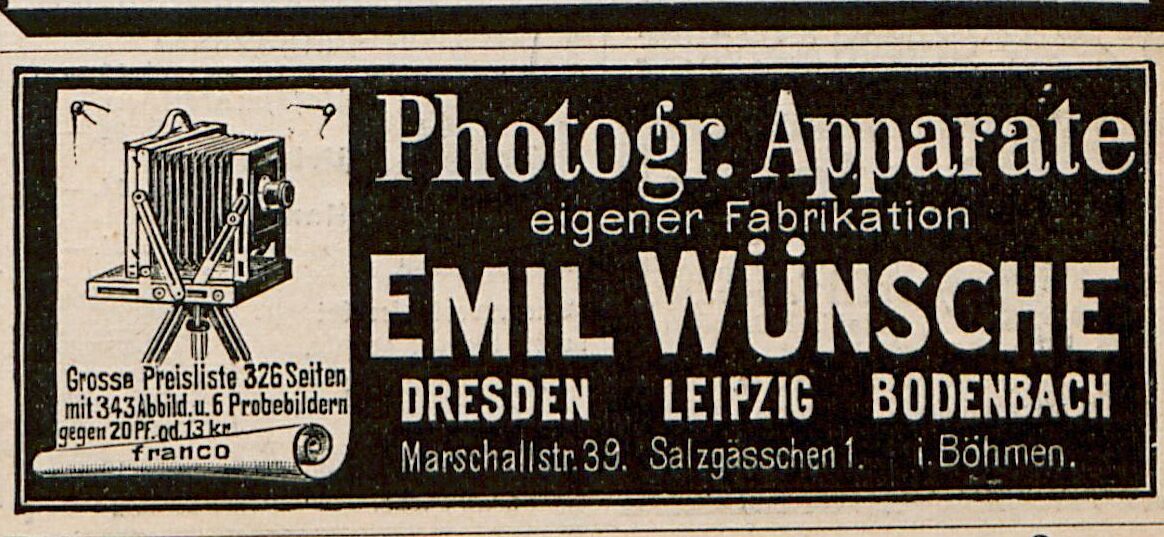 Photogr. Apparate
eigener Fabrikation
EMIL WÜNSCHE
DRESDEN LEIPZIG BODENBACH
Marschallstr. 39. Salzgässchen 1. i. Böhmen.
Grosse Preisliste 326 Seiten
mit 343 Abbild. u. 6 Probebildern
gegen 20 PF. od. 13 kr
franco